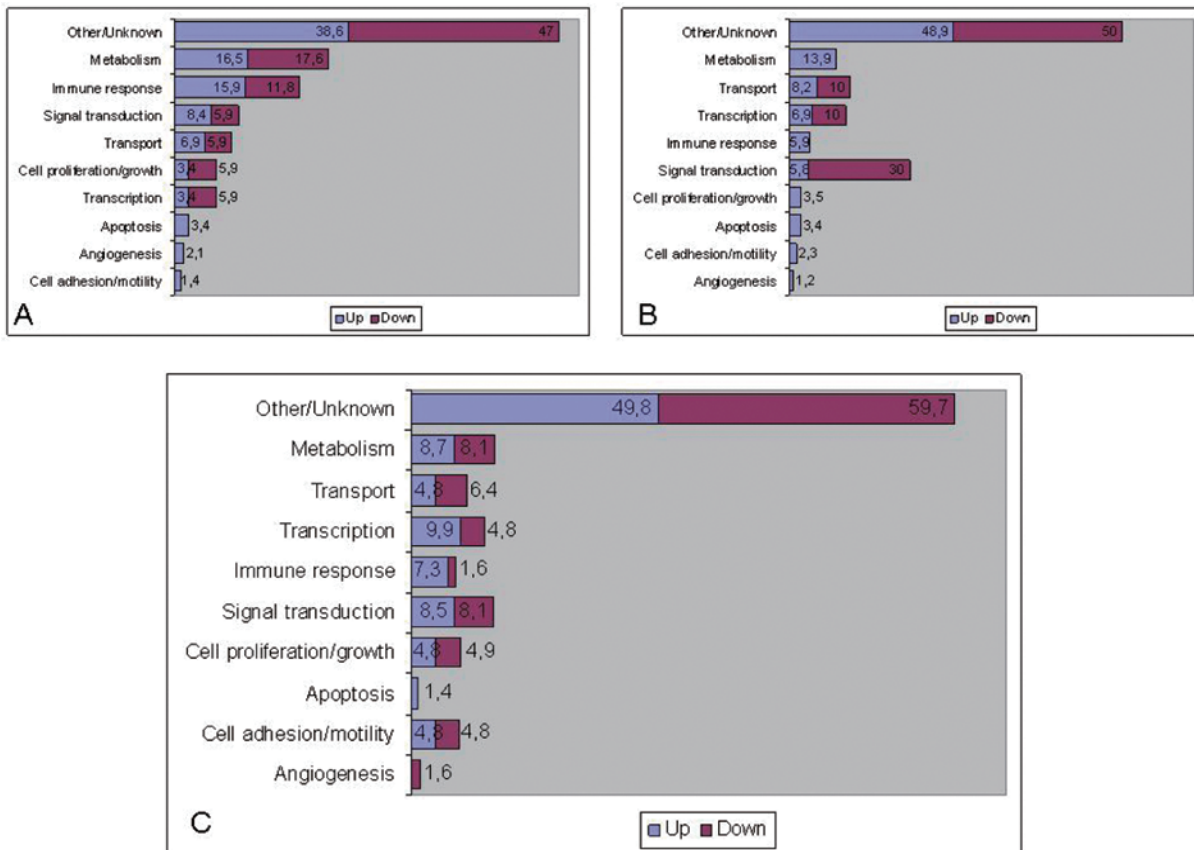 Other/Unknown 38,6 47
Metabolism 16,5 17,6
Immune response 15,9 11,8
Signal transduction 8,4 5,9
Transport 6,9 5,9
Cell proliferation/growth 3,4 5,9
Transcription 3,4 5,9
Apoptosis 3,4
Angiogenesis 2,1
Cell adhesion/motility 1,4
A
Up Down
Other/Unknown 48,9 50
Metabolism 13,9
Transport 8,2 10
Transcription 6,9 10
Immune response 5,9
Signal transduction 5,8 30
Cell proliferation/growth 3,5
Apoptosis 3,4
Cell adhesion/motility 2,3
Angiogenesis 1,2
B
Up Down
Other/Unknown 49,8 59,7
Metabolism 8,7 8,1
Transport 4,8 6,4
Transcription 9,9 4,8
Immune response 7,3 1,6
Signal transduction 8,5 8,1
Cell proliferation/growth 4,8 4,9
Apoptosis 1,4
Cell adhesion/motility 4,8 4,8
Angiogenesis 1,6
C
Up Down